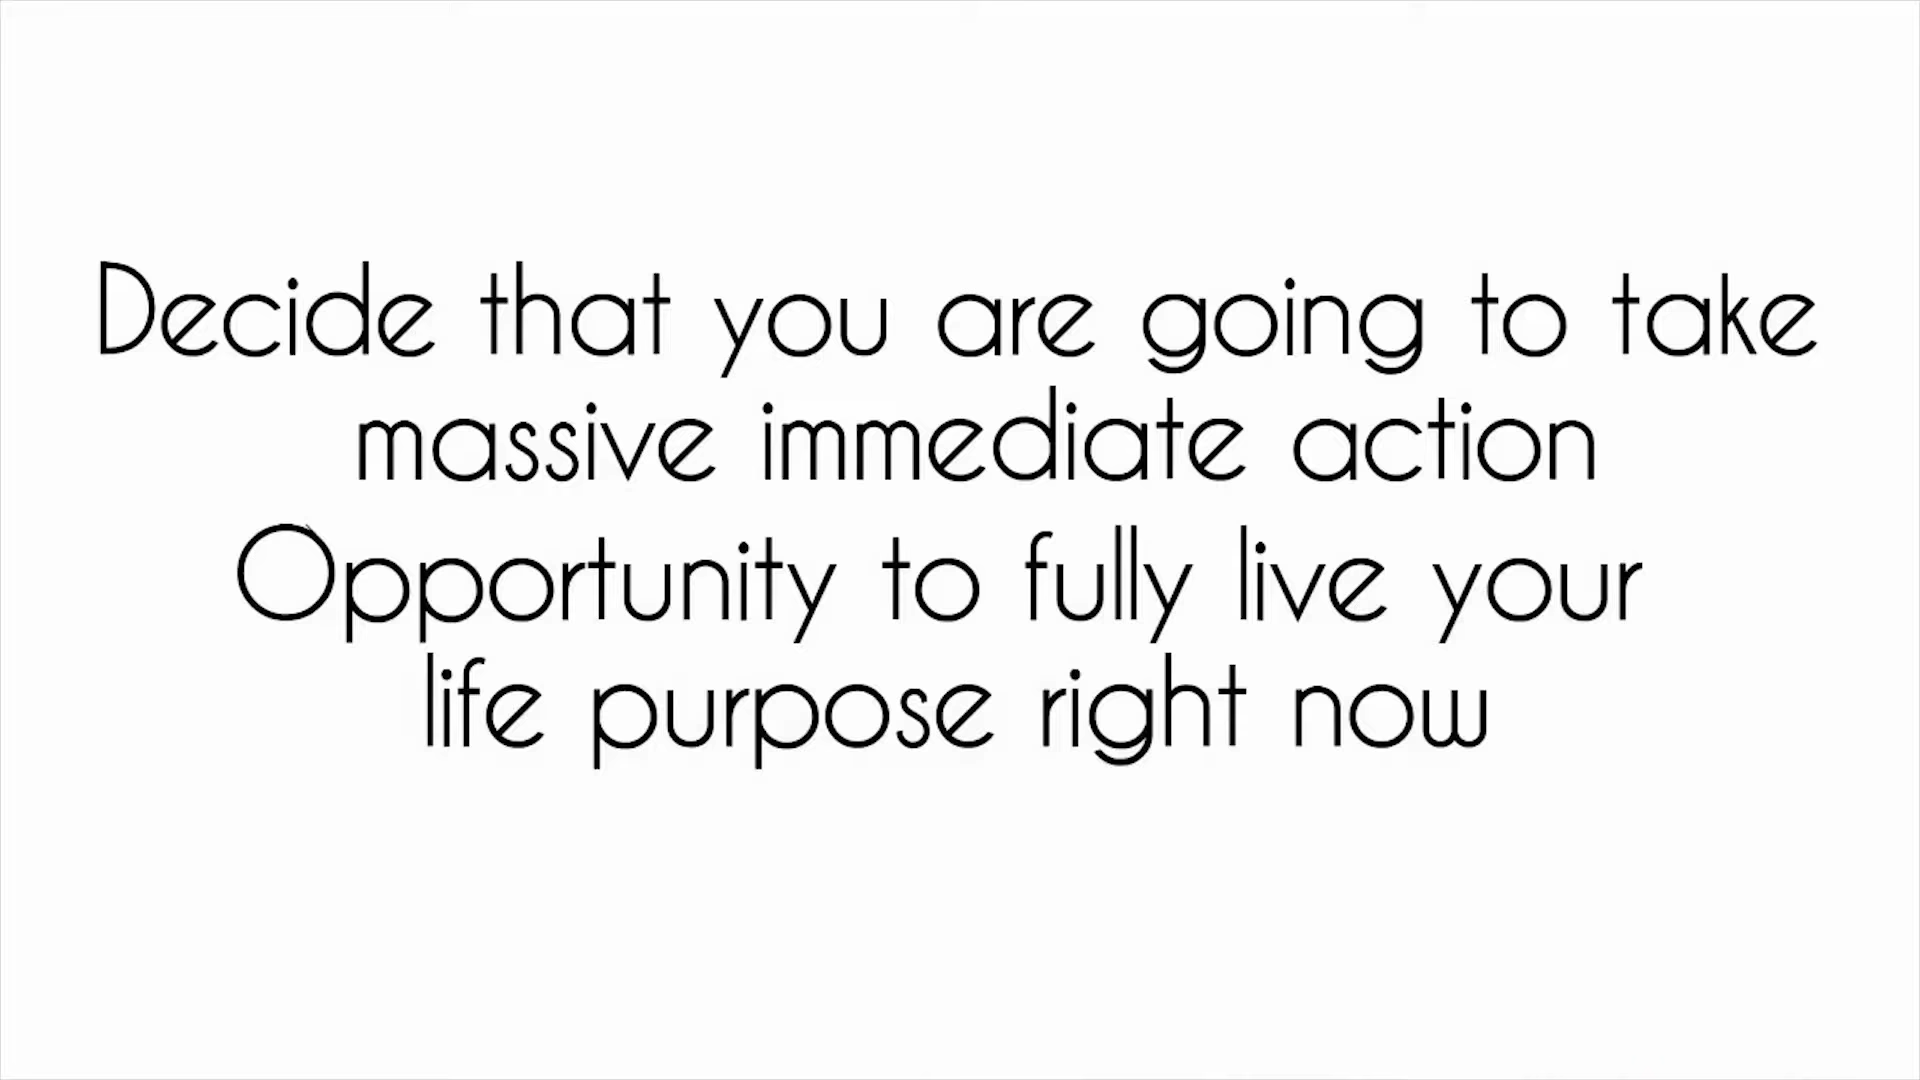 Decide that you are going to take
massive immediate action
Opportunity to fully live your
life purpose right now